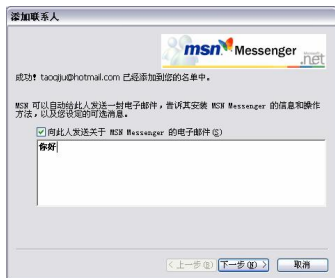 添加联系人
msn Messenger
.net
成功！taoqjiu@hotmail.com 已经添加到您的名单中。
MSN 可以自动给此人发送一封电子邮件，告诉其安装 MSN Messenger 的信息和操作
方法，以及您设定的可选消息。
向此人发送关于 MSN Messenger 的电子邮件(S)
你好
< 上一步(B) 下一步(N) > 取消